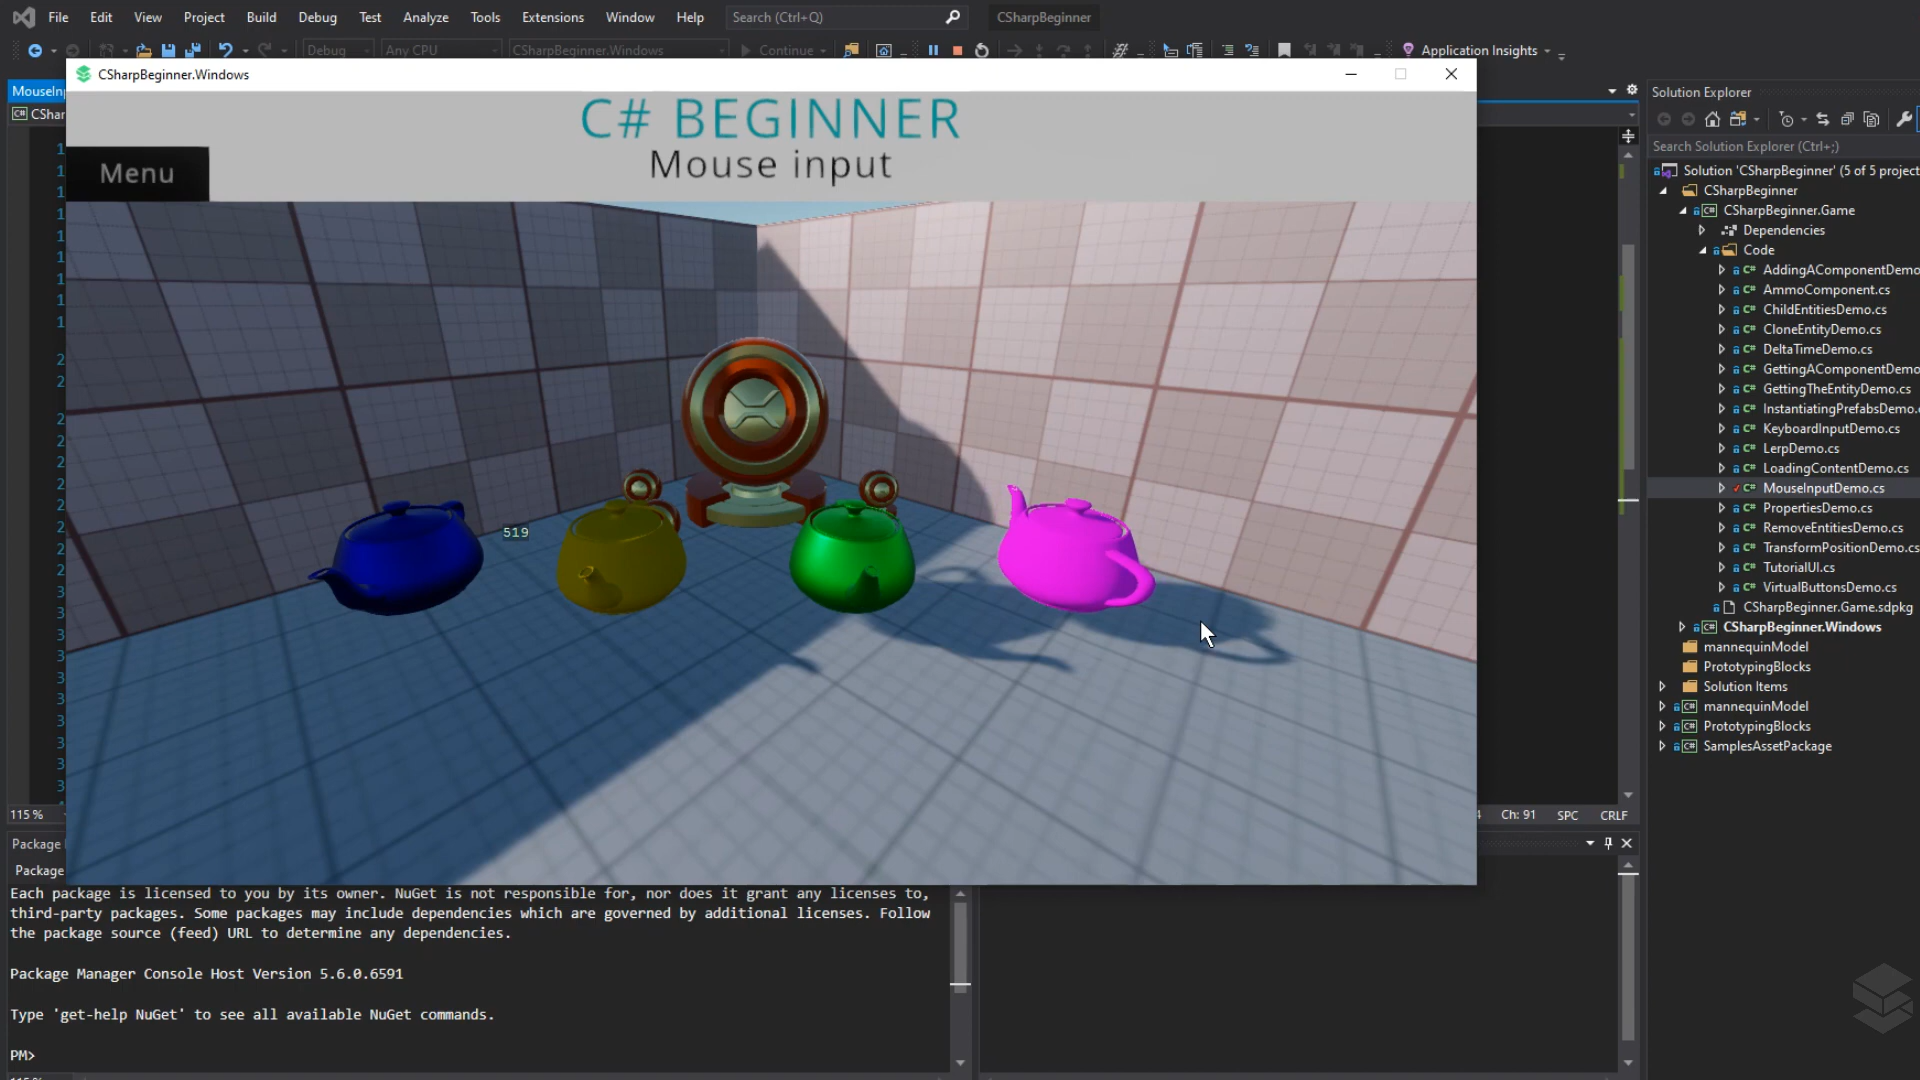 File Edit View Project Build Debug Test Analyze Tools Extensions Window Help Search (Ctrl+Q) CSharpBeginner
Debug Any CPU CSharpBeginner.Windows Continue Application Insights
CSharpBeginner.Windows
MouseInp
C# CShar
C# BEGINNER
Mouse input
Menu
519
115 %
Ch: 91 SPC CRLF
Package
Package
Each package is licensed to you by its owner. NuGet is not responsible for, nor does it grant any licenses to,
third-party packages. Some packages may include dependencies which are governed by additional licenses. Follow
the package source (feed) URL to determine any dependencies.
Package Manager Console Host Version 5.6.0.6591
Type 'get-help NuGet' to see all available NuGet commands.
PM>
Solution Explorer
Search Solution Explorer (Ctrl+;)
Solution 'CSharpBeginner' (5 of 5 project
CSharpBeginner
C# CSharpBeginner.Game
Dependencies
Code
C# AddingAComponentDemo
C# AmmoComponent.cs
C# ChildEntitiesDemo.cs
C# CloneEntityDemo.cs
C# DeltaTimeDemo.cs
C# GettingAComponentDemo
C# GettingTheEntityDemo.cs
C# InstantiatingPrefabsDemo.
C# KeyboardInputDemo.cs
C# LerpDemo.cs
C# LoadingContentDemo.cs
C# MouseInputDemo.cs
C# PropertiesDemo.cs
C# RemoveEntitiesDemo.cs
C# TransformPositionDemo.cs
C# TutorialUI.cs
C# VirtualButtonsDemo.cs
CSharpBeginner.Game.sdpkg
C# CSharpBeginner.Windows
mannequinModel
PrototypingBlocks
Solution Items
C# mannequinModel
C# PrototypingBlocks
C# SamplesAssetPackage